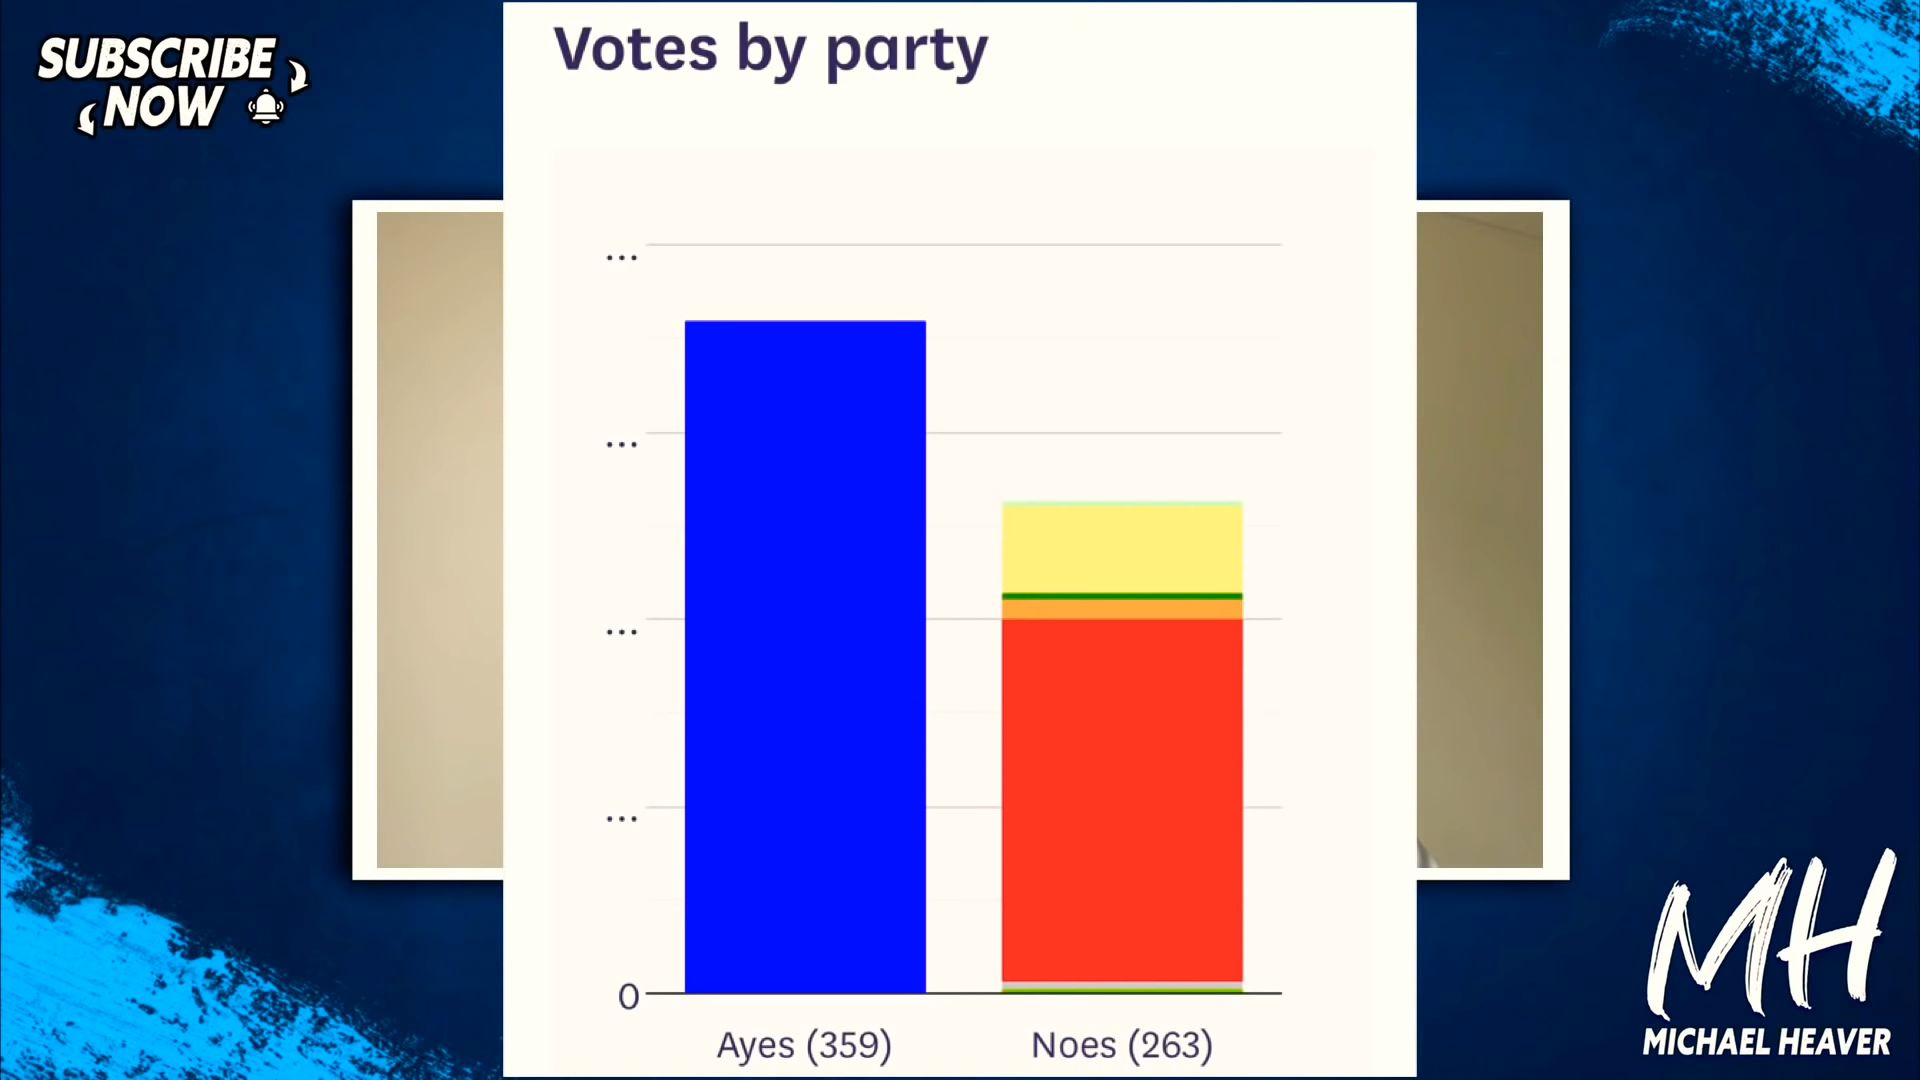 SUBSCRIBE
NOW
Votes by party
...
...
...
...
0
Ayes (359)
Noes (263)
MH
MICHAEL HEAVER